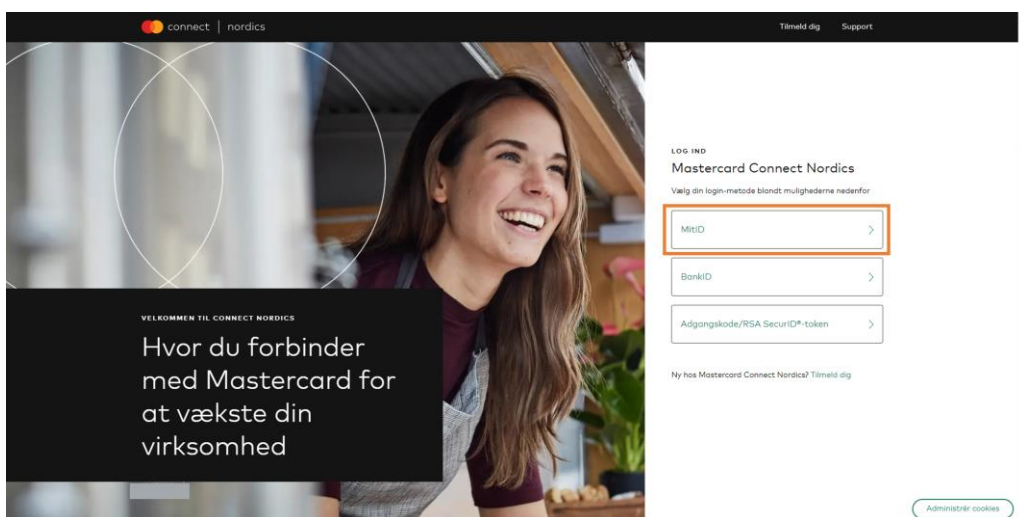 connect | nordics
Tilmeld dig Support
VELKOMMEN TIL CONNECT NORDICS
Hvor du forbinder
med Mastercard for
at vækste din
virksomhed
LOG IND
Mastercard Connect Nordics
Vælg din login-metode blandt mulighederne nedenfor
MitID
BankID
Adgangskode/RSA SecurID®-token
Ny hos Mastercard Connect Nordics? Tilmeld dig
Administrér cookies